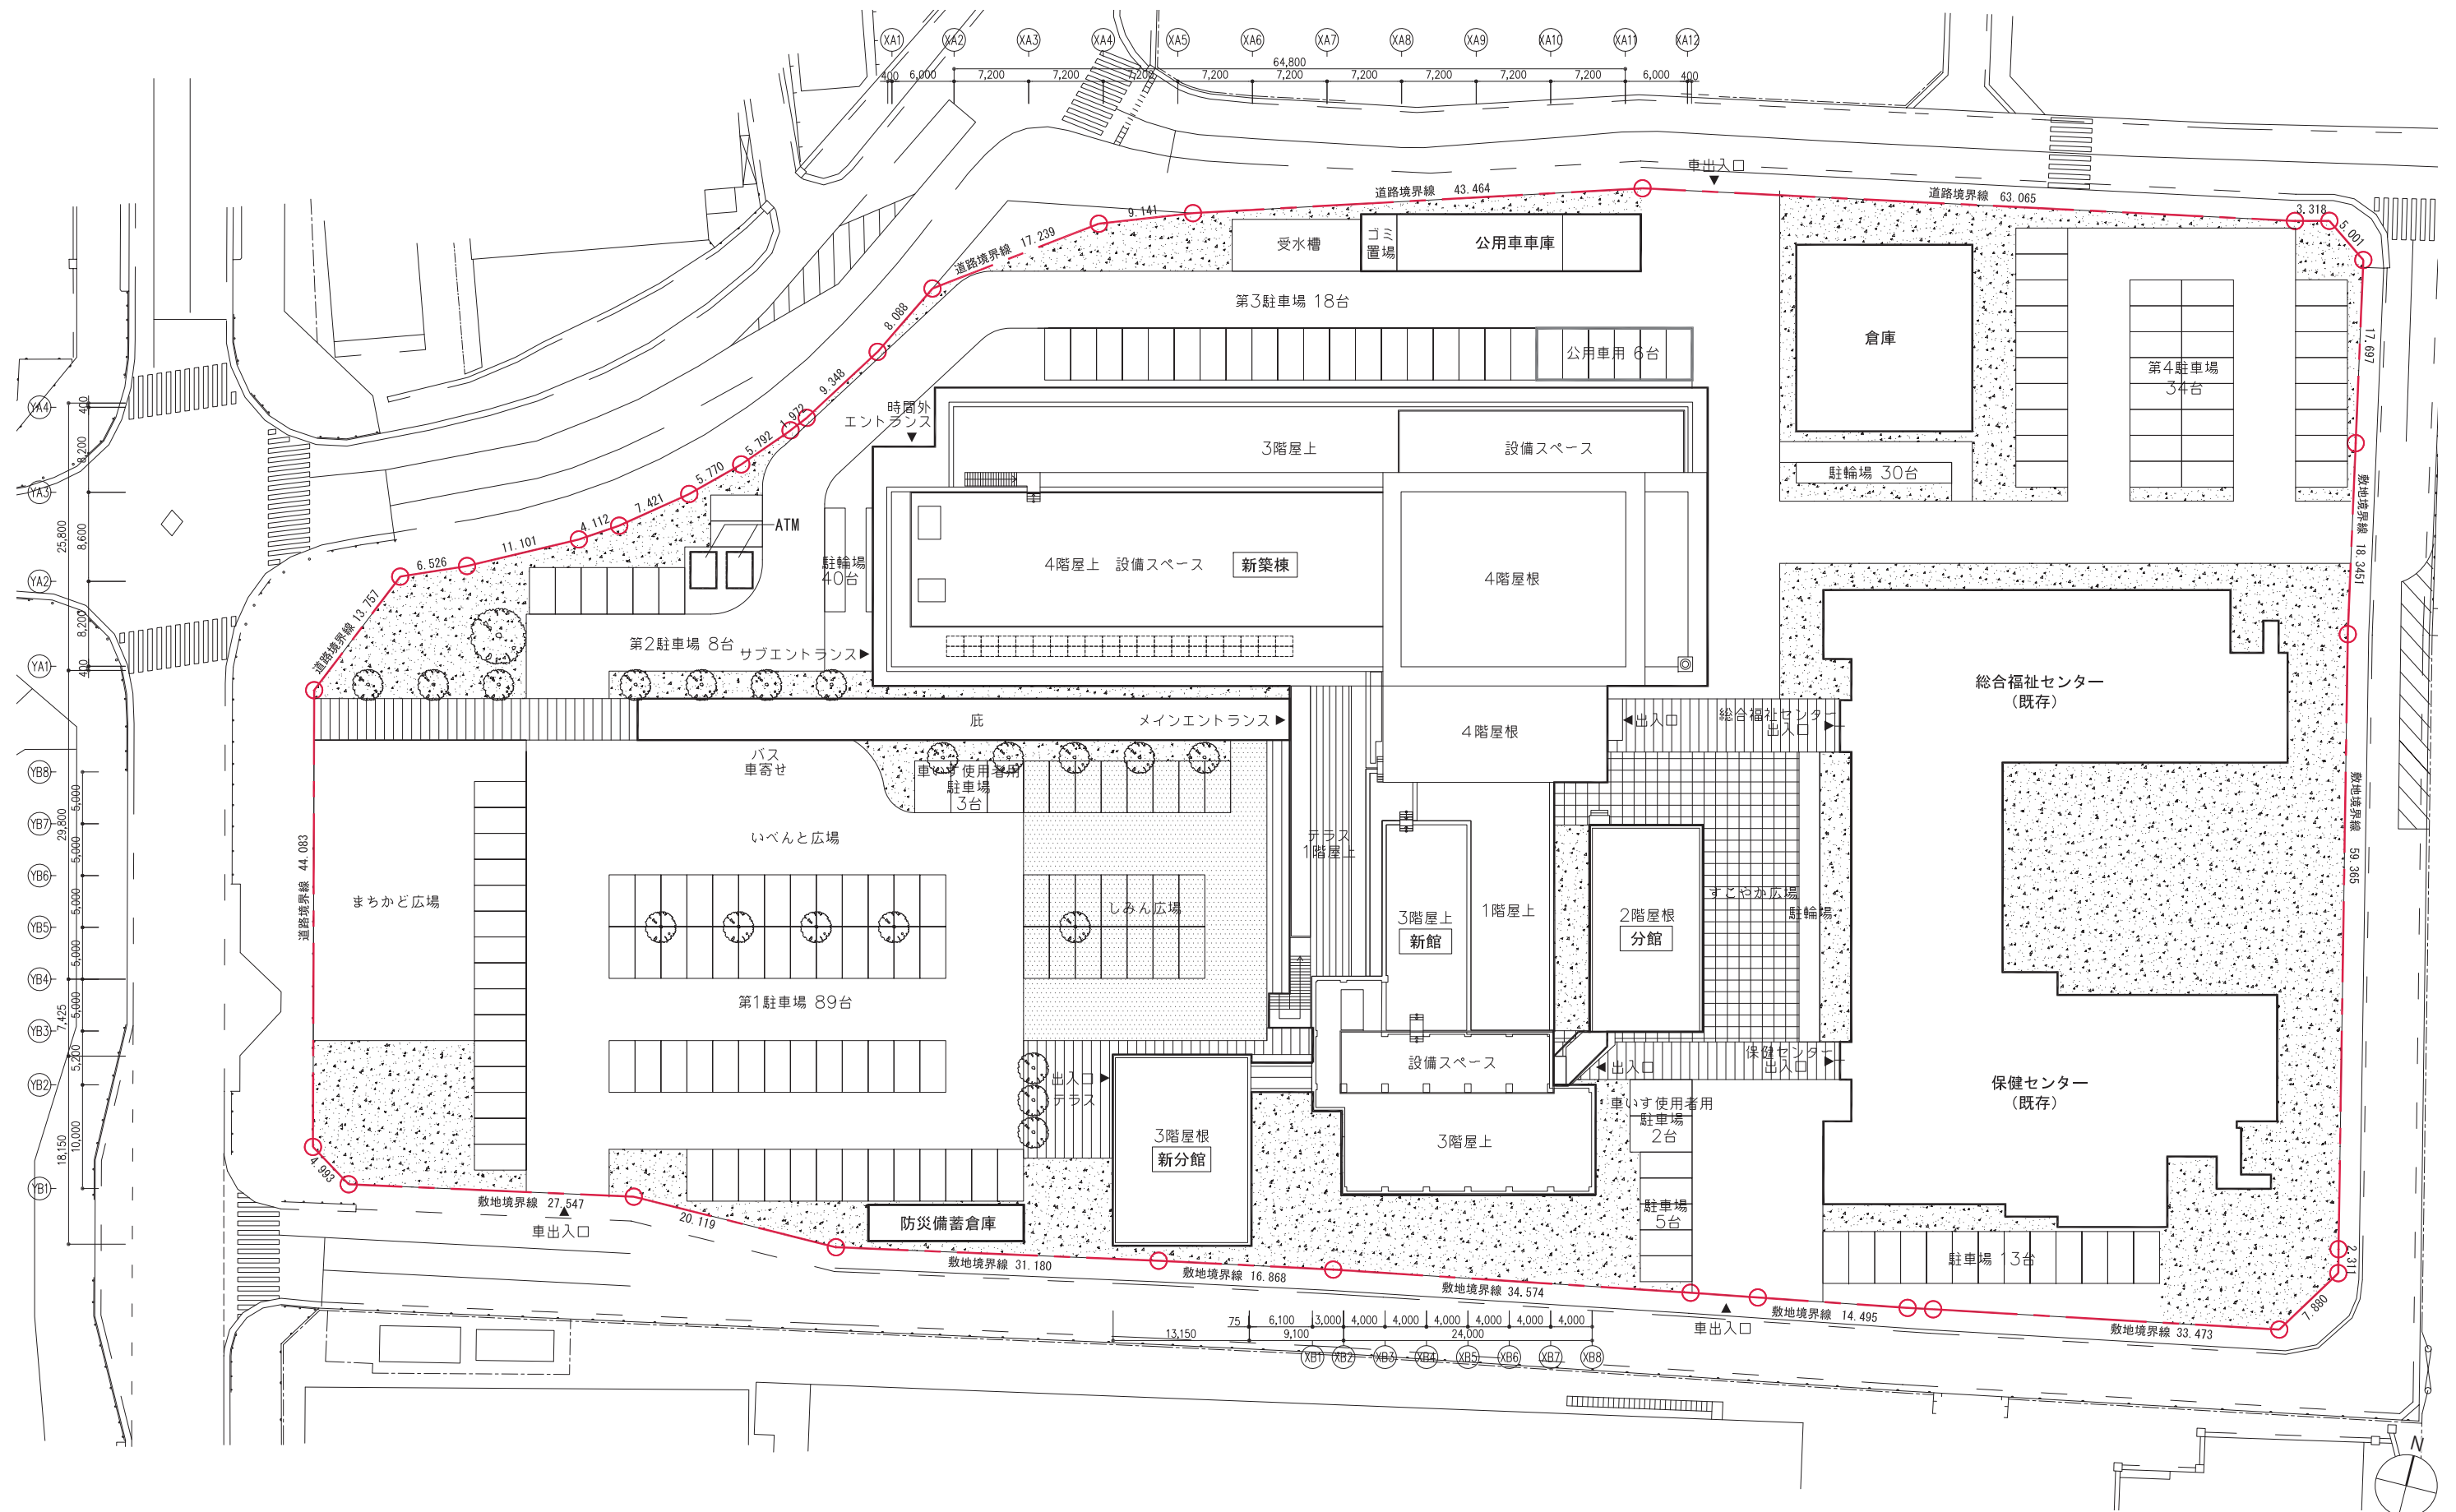 XA1 XA2 XA3 XA4 XA5 XA6 XA7 XA8 XA9 XA10 XA11 XA12
64,800
400 6,000 7,200 7,200 7,200 7,200 7,200 7,200 7,200 7,200 7,200 6,000 400
車出入口
道路境界線 43.464
道路境界線 63.065
3.318
5.001
9.141
道路境界線 17.239
8.088
9.348
1.972
5.792
5.770
7.421
4.112
11.101
6.526
道路境界線 13.757
受水槽
ゴミ
置場
公用車車庫
第3駐車場 18台
公用車用 6台
倉庫
第4駐車場
34台
17.697
駐輪場 30台
敷地境界線 18.3451
時間外
エントランス
3階屋上
設備スペース
ATM
駐輪場
40台
4階屋上 設備スペース
新築棟
4階屋根
第2駐車場 8台
サブエントランス
YA4
YA3
YA2
YA1
400
8,200
8,600
8,200
400
25,800
総合福祉センター
(既存)
庇
メインエントランス
4階屋根
出入口
総合福祉センター
出入口
バス
車寄せ
車いす使用者用
駐車場
3台
いべんと広場
テラス
1階屋上
敷地境界線 59.365
YB8
YB7
YB6
YB5
YB4
YB3
YB2
YB1
5,000
5,000
5,000
5,000
5,000
5,200
10,000
29,800
7,425
18,150
道路境界線 44.083
まちかど広場
しみん広場
3階屋上
新館
1階屋上
2階屋根
分館
すこやか広場
駐輪場
第1駐車場 89台
設備スペース
出入口
保健センター
出入口
出入口
テラス
保健センター
(既存)
車いす使用者用
駐車場
2台
3階屋根
新分館
3階屋上
駐車場
5台
4.993
敷地境界線 27.547
車出入口
20.119
防災備蓄倉庫
敷地境界線 31.180
敷地境界線 16.868
敷地境界線 34.574
駐車場 13台
2.311
7.880
敷地境界線 14.495
敷地境界線 33.473
車出入口
75 6,100 3,000 4,000 4,000 4,000 4,000 4,000 4,000
13,150 9,100 24,000
XB1 XB2 XB3 XB4 XB5 XB6 XB7 XB8
N